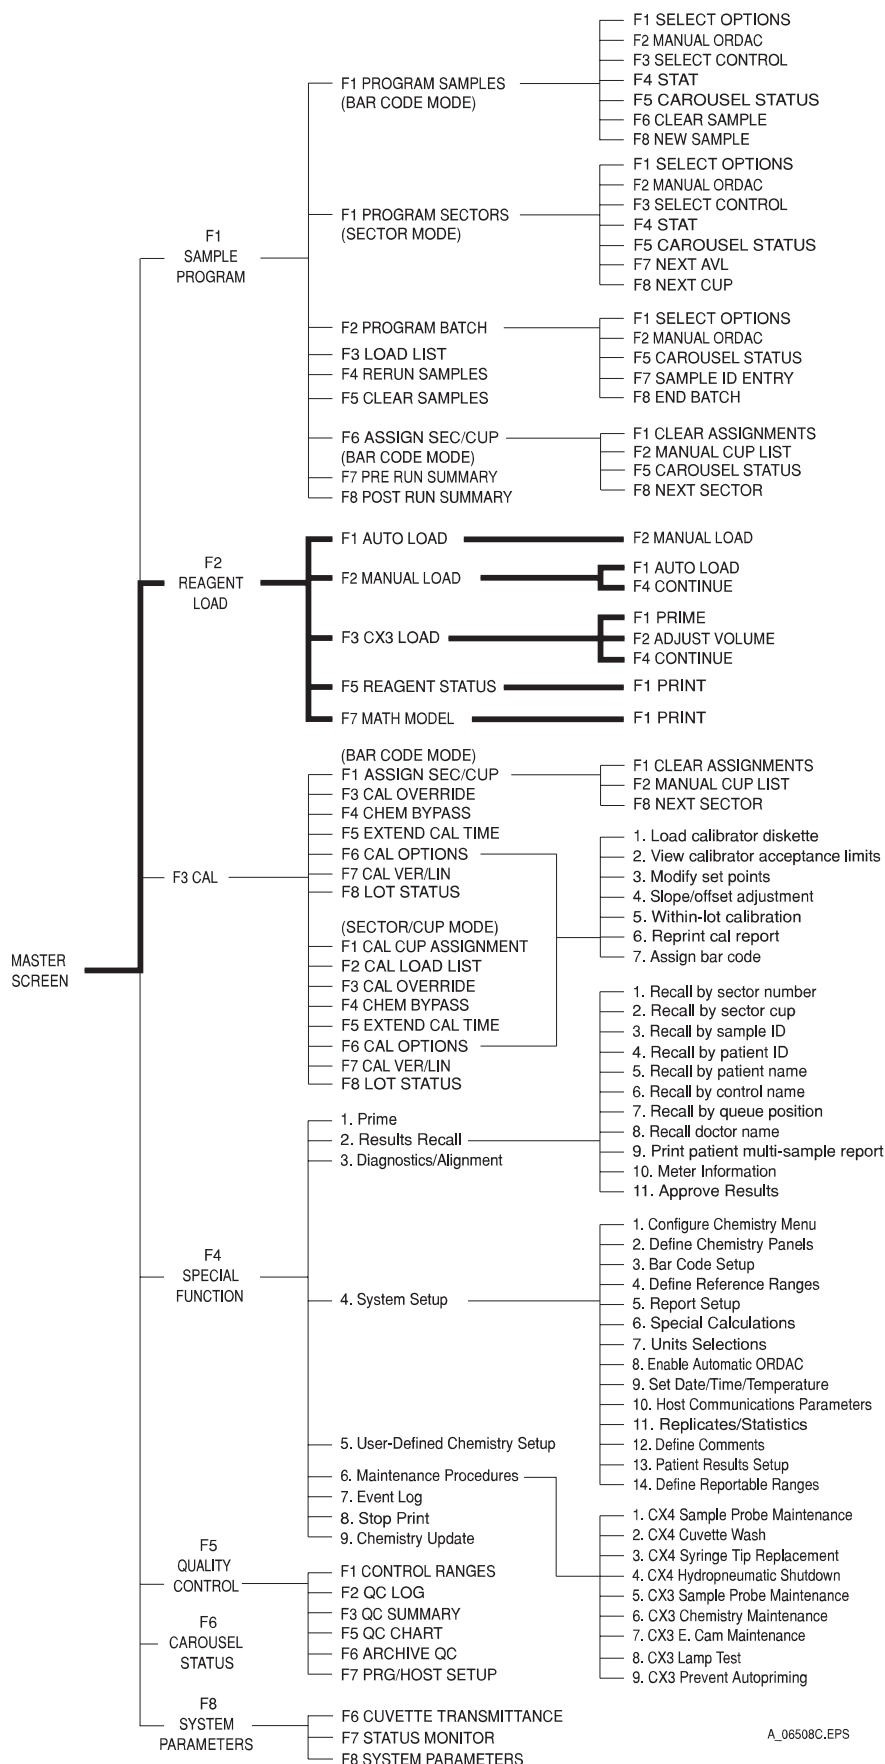 MASTER
SCREEN
F1
SAMPLE
PROGRAM
F1 PROGRAM SAMPLES
(BAR CODE MODE)
F1 SELECT OPTIONS
F2 MANUAL ORDAC
F3 SELECT CONTROL
F4 STAT
F5 CAROUSEL STATUS
F6 CLEAR SAMPLE
F8 NEW SAMPLE
F1 PROGRAM SECTORS
(SECTOR MODE)
F1 SELECT OPTIONS
F2 MANUAL ORDAC
F3 SELECT CONTROL
F4 STAT
F5 CAROUSEL STATUS
F7 NEXT AVL
F8 NEXT CUP
F2 PROGRAM BATCH
F1 SELECT OPTIONS
F2 MANUAL ORDAC
F5 CAROUSEL STATUS
F7 SAMPLE ID ENTRY
F8 END BATCH
F3 LOAD LIST
F4 RERUN SAMPLES
F5 CLEAR SAMPLES
F6 ASSIGN SEC/CUP
(BAR CODE MODE)
F1 CLEAR ASSIGNMENTS
F2 MANUAL CUP LIST
F5 CAROUSEL STATUS
F8 NEXT SECTOR
F7 PRE RUN SUMMARY
F8 POST RUN SUMMARY
F2
REAGENT
LOAD
F1 AUTO LOAD
F2 MANUAL LOAD
F2 MANUAL LOAD
F1 AUTO LOAD
F4 CONTINUE
F3 CX3 LOAD
F1 PRIME
F2 ADJUST VOLUME
F4 CONTINUE
F5 REAGENT STATUS
F1 PRINT
F7 MATH MODEL
F1 PRINT
F3 CAL
(BAR CODE MODE)
F1 ASSIGN SEC/CUP
F1 CLEAR ASSIGNMENTS
F2 MANUAL CUP LIST
F8 NEXT SECTOR
F3 CAL OVERRIDE
F4 CHEM BYPASS
F5 EXTEND CAL TIME
F6 CAL OPTIONS
F7 CAL VER/LIN
F8 LOT STATUS
(SECTOR/CUP MODE)
F1 CAL CUP ASSIGNMENT
F2 CAL LOAD LIST
F3 CAL OVERRIDE
F4 CHEM BYPASS
F5 EXTEND CAL TIME
F6 CAL OPTIONS
F7 CAL VER/LIN
F8 LOT STATUS
1. Load calibrator diskette
2. View calibrator acceptance limits
3. Modify set points
4. Slope/offset adjustment
5. Within-lot calibration
6. Reprint cal report
7. Assign bar code
F4
SPECIAL
FUNCTION
1. Prime
2. Results Recall
3. Diagnostics/Alignment
1. Recall by sector number
2. Recall by sector cup
3. Recall by sample ID
4. Recall by patient ID
5. Recall by patient name
6. Recall by control name
7. Recall by queue position
8. Recall doctor name
9. Print patient multi-sample report
10. Meter Information
11. Approve Results
4. System Setup
1. Configure Chemistry Menu
2. Define Chemistry Panels
3. Bar Code Setup
4. Define Reference Ranges
5. Report Setup
6. Special Calculations
7. Units Selections
8. Enable Automatic ORDAC
9. Set Date/Time/Temperature
10. Host Communications Parameters
11. Replicates/Statistics
12. Define Comments
13. Patient Results Setup
14. Define Reportable Ranges
5. User-Defined Chemistry Setup
6. Maintenance Procedures
7. Event Log
8. Stop Print
9. Chemistry Update
1. CX4 Sample Probe Maintenance
2. CX4 Cuvette Wash
3. CX4 Syringe Tip Replacement
4. CX4 Hydropneumatic Shutdown
5. CX3 Sample Probe Maintenance
6. CX3 Chemistry Maintenance
7. CX3 E. Cam Maintenance
8. CX3 Lamp Test
9. CX3 Prevent Autopriming
F5
QUALITY
CONTROL
F1 CONTROL RANGES
F2 QC LOG
F3 QC SUMMARY
F5 QC CHART
F6 ARCHIVE QC
F7 PRG/HOST SETUP
F6
CAROUSEL
STATUS
F8
SYSTEM
PARAMETERS
F6 CUVETTE TRANSMITTANCE
F7 STATUS MONITOR
F8 SYSTEM PARAMETERS
A_06508C.EPS